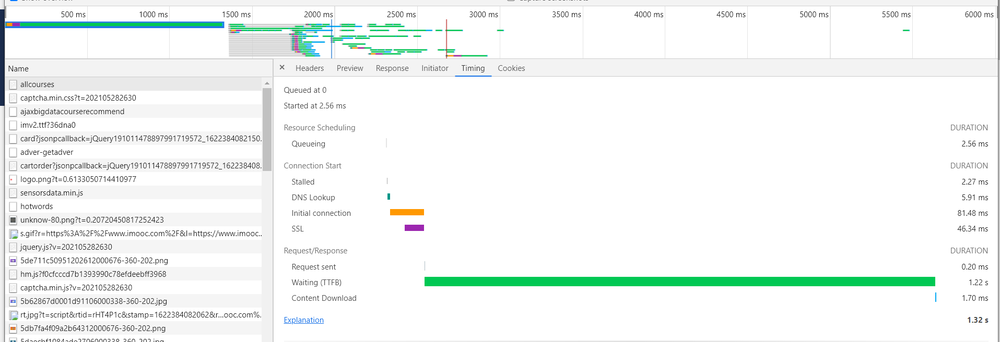 500 ms 1000 ms 1500 ms 2000 ms 2500 ms 3000 ms 3500 ms 4000 ms 4500 ms 5000 ms 5500 ms 6000 ms
Name
Headers Preview Response Initiator Timing Cookies
allcourses
captcha.min.css?t=202105282630
ajaxbigdatacourserecommend
imv2.ttf?36dna0
card?jsonpcallback=jQuery191011478897991719572_1622384082150.
adver-getadver
cartorder?jsonpcallback=jQuery191011478897991719572_162238408.
logo.png?t=0.6133050714410977
sensorsdata.min.js
hotwords
unknow-80.png?t=0.20720450817252423
s.gif?r=https%3A%2F%2Fwww.imooc.com%2F&l=https://www.imooc..
jquery.js?v=202105282630
5de711c50951202612000676-360-202.png
hm.js?f0cfcccd7b1393990c78efdeebff3968
captcha.min.js?v=202105282630
5b62867d0001d91106000338-360-202.jpg
rt.jpg?t=script&rtid=rHT4P1c&stamp=1622384082062&r...ooc.com%.
5db7fa4f09a2b64312000676-360-202.png
Queued at 0
Started at 2.56 ms
Resource Scheduling DURATION
Queueing 2.56 ms
Connection Start DURATION
Stalled 2.27 ms
DNS Lookup 5.91 ms
Initial connection 81.48 ms
SSL 46.34 ms
Request/Response DURATION
Request sent 0.20 ms
Waiting (TTFB) 1.22 s
Content Download 1.70 ms
Explanation 1.32 s